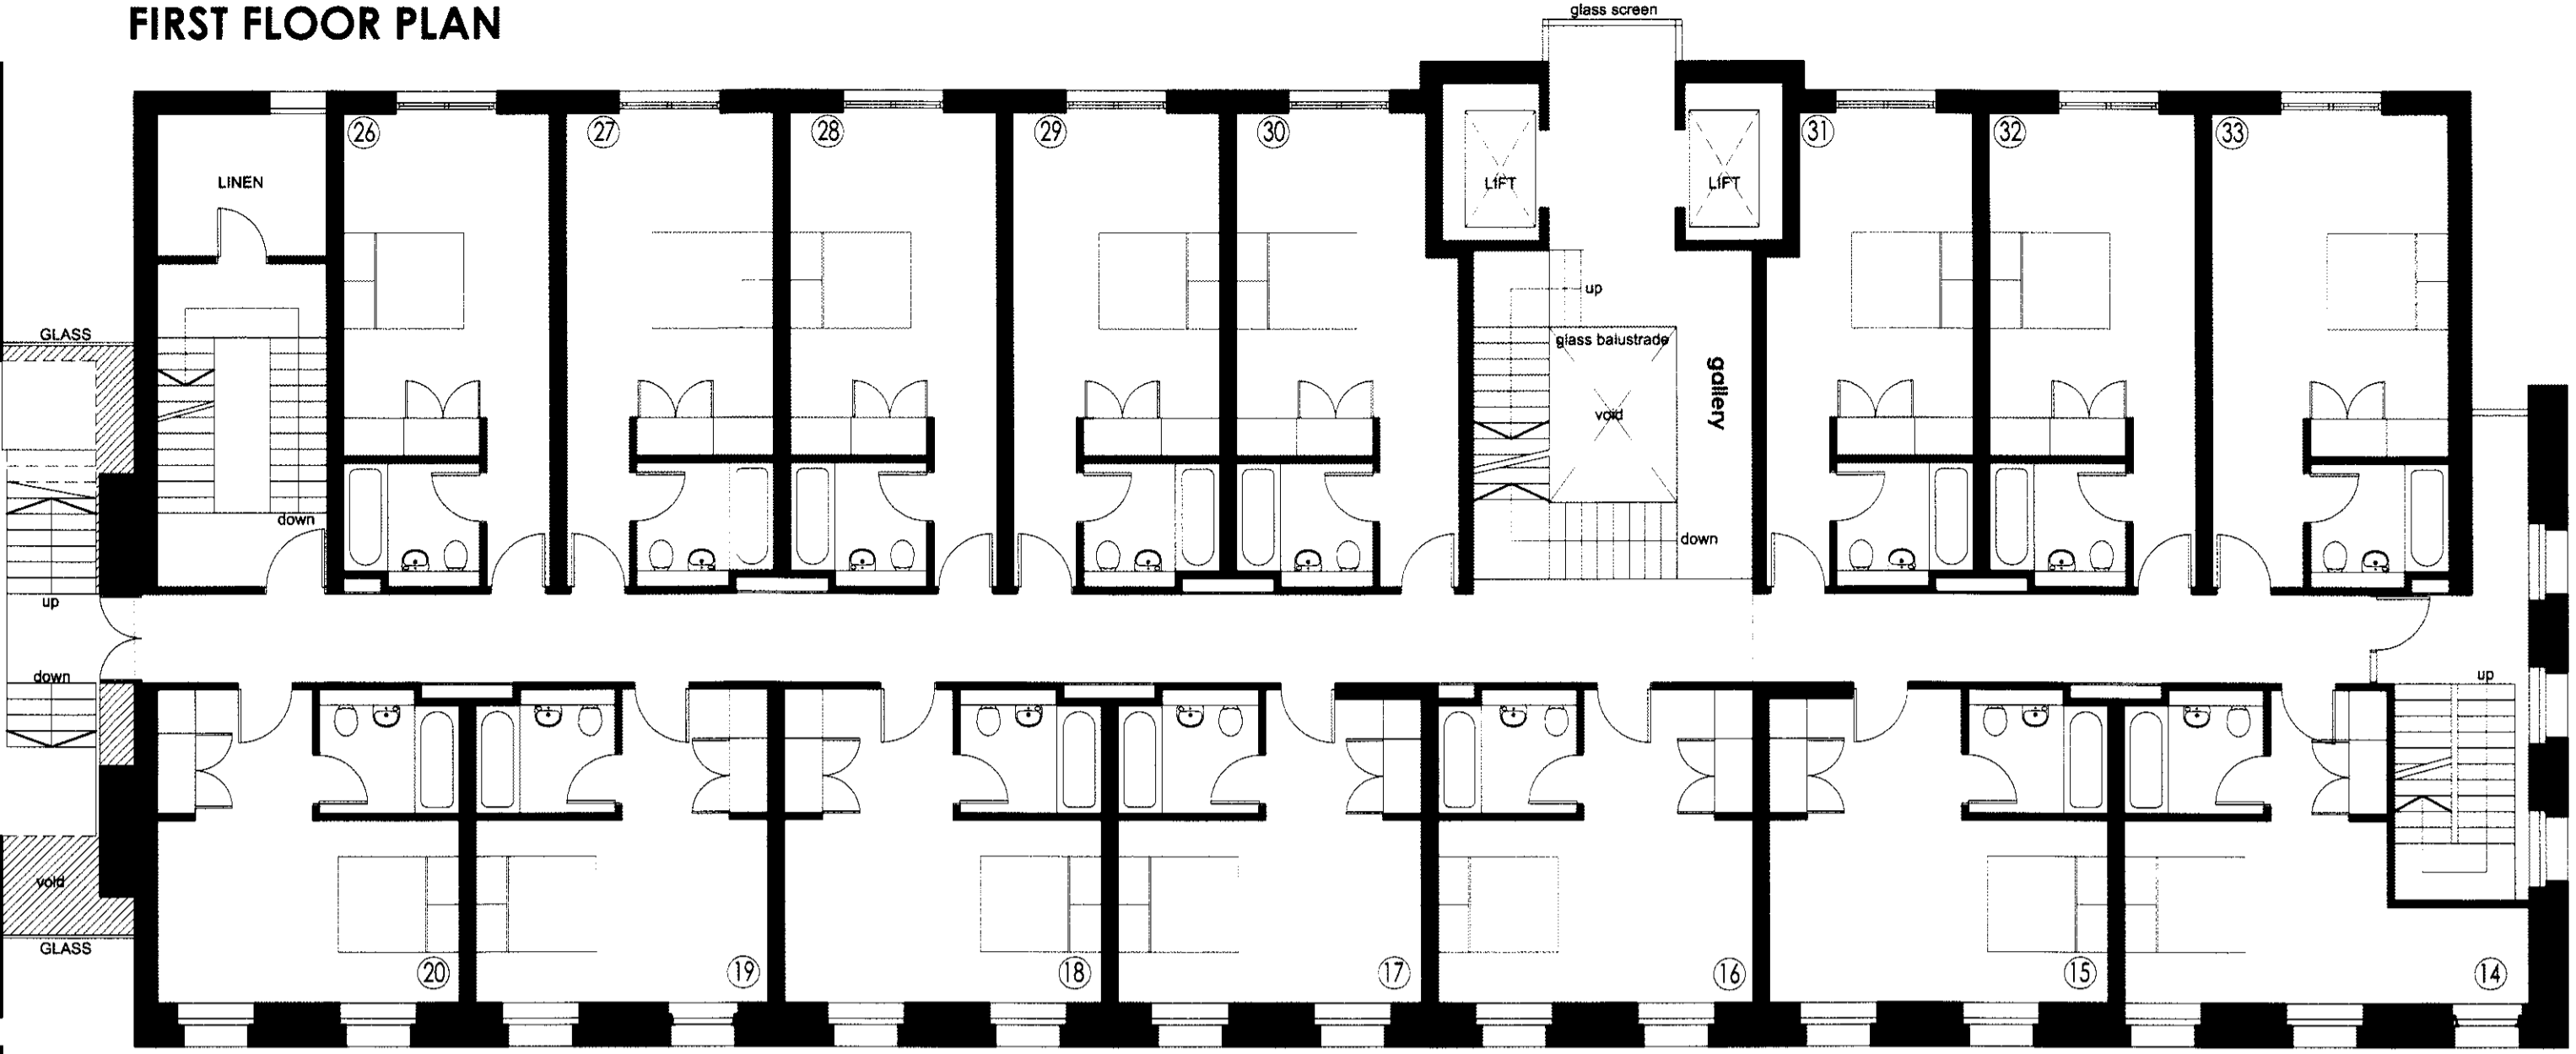 FIRST FLOOR PLAN
glass screen
26
27
28
29
30
31
32
33
LINEN
LIFT
LIFT
up
GLASS
glass balustrade
gallery
void
down
down
up
down
up
void
GLASS
20
19
18
17
16
15
14